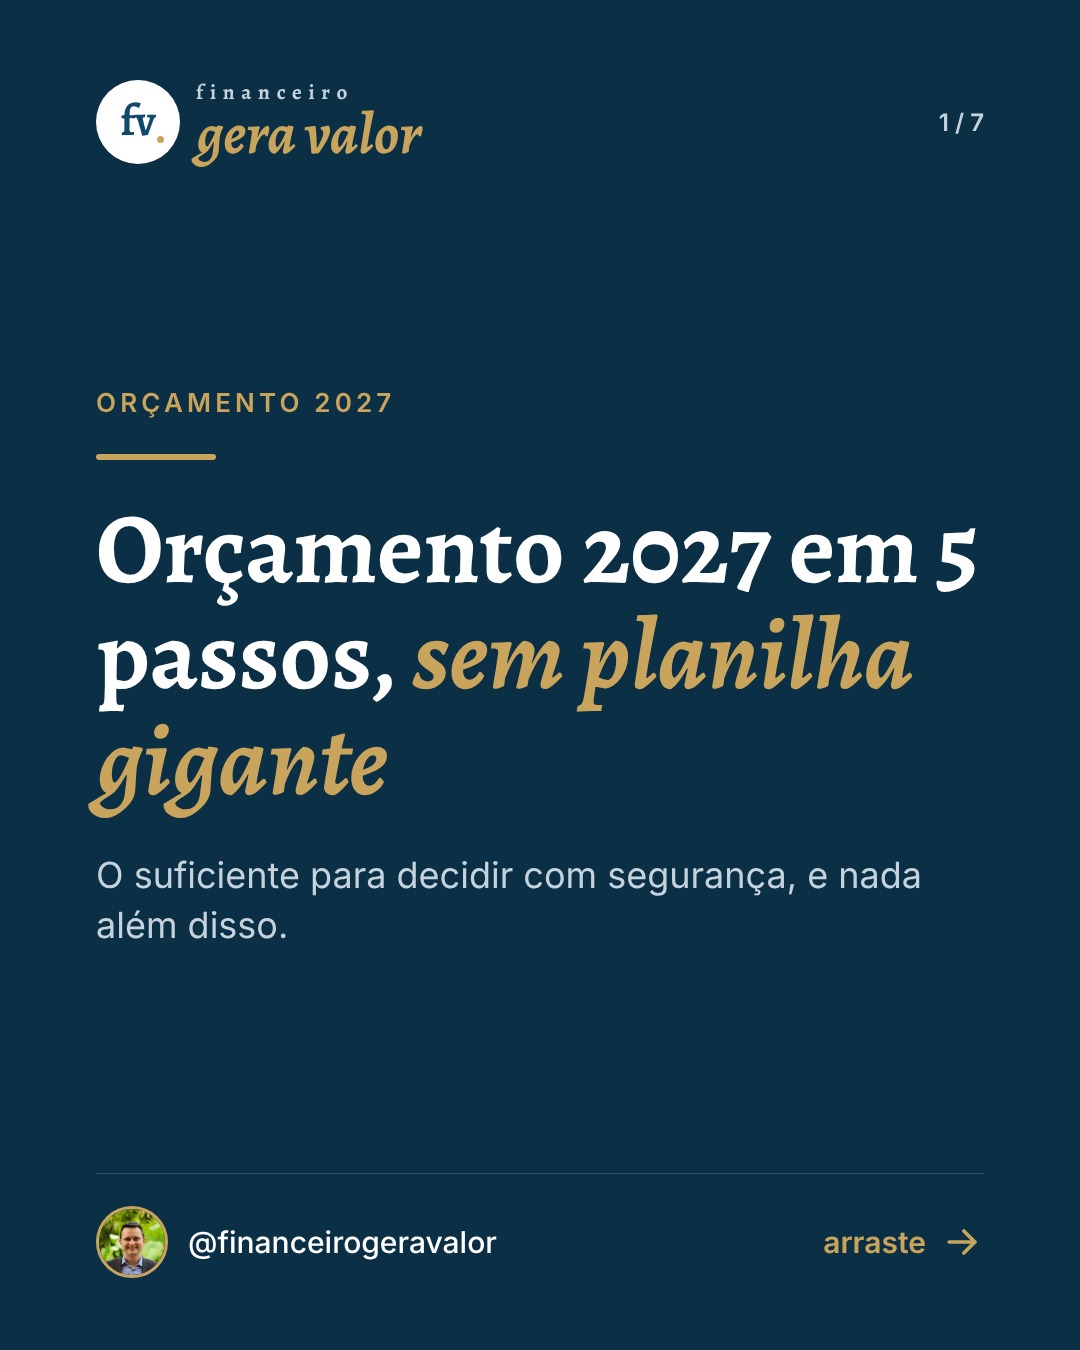 fv.
financeiro
gera valor
1/7
ORÇAMENTO 2027
Orçamento 2027 em 5
passos, sem planilha
gigante
O suficiente para decidir com segurança, e nada
além disso.
@financeirogeravalor
arraste →